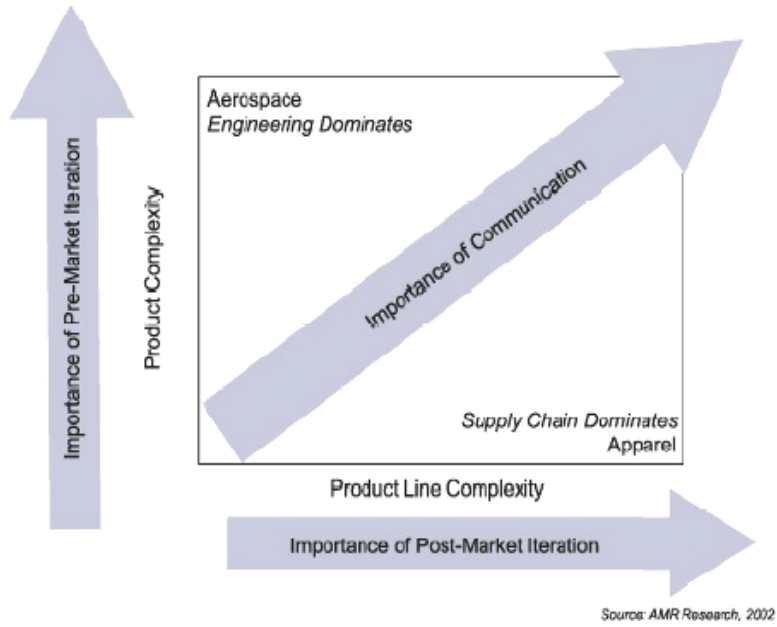 Aerospace
Engineering Dominates
Importance of Pre-Market Iteration
Product Complexity
Importance of Communication
Supply Chain Dominates
Apparel
Product Line Complexity
Importance of Post-Market Iteration
Source: AMR Research, 2002